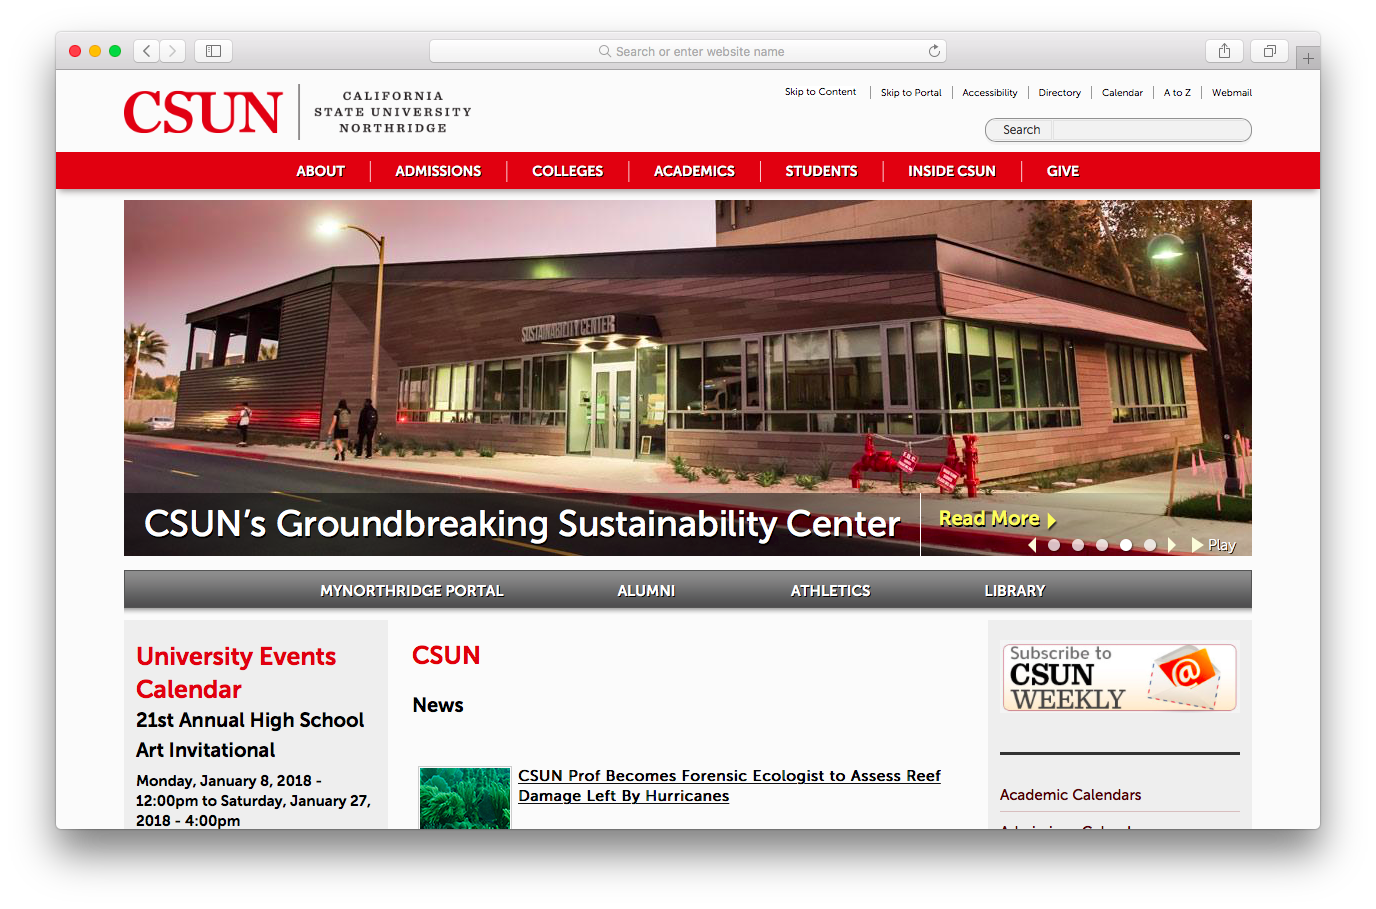 Search or enter website name
CSUN
CALIFORNIA
STATE UNIVERSITY
NORTHRIDGE
Skip to Content
Skip to Portal
Accessibility
Directory
Calendar
A to Z
Webmail
Search
ABOUT
ADMISSIONS
COLLEGES
ACADEMICS
STUDENTS
INSIDE CSUN
GIVE
SUSTAINABILITY CENTER
CSUN's Groundbreaking Sustainability Center
Read More
Play
MYNORTHRIDGE PORTAL
ALUMNI
ATHLETICS
LIBRARY
University Events
Calendar
21st Annual High School
Art Invitational
Monday, January 8, 2018 -
12:00pm to Saturday, January 27,
2018 - 4:00pm
CSUN
News
CSUN Prof Becomes Forensic Ecologist to Assess Reef
Damage Left By Hurricanes
Subscribe to
CSUN
WEEKLY
@
Academic Calendars